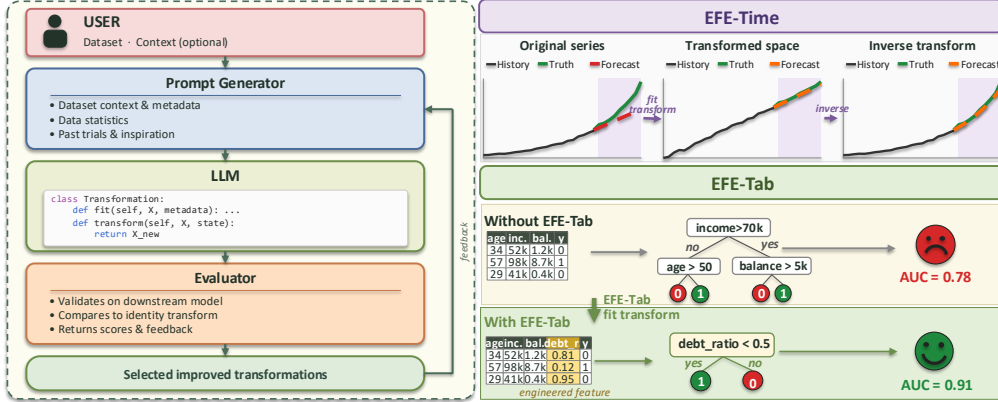 USER
Dataset · Context (optional)
Prompt Generator
• Dataset context & metadata
• Data statistics
• Past trials & inspiration
LLM
class Transformation:
def fit(self, X, metadata): ...
def transform(self, X, state):
return X_new
Evaluator
• Validates on downstream model
• Compares to identity transform
• Returns scores & feedback
Selected improved transformations
feedback
EFE-Time
Original series
History Truth Forecast
fit
transform
Transformed space
History Truth Forecast
inverse
Inverse transform
History Truth Forecast
EFE-Tab
Without EFE-Tab
age inc. bal. y
34 52k 1.2k 0
57 98k 8.7k 1
29 41k 0.4k 0
income>70k
no yes
age > 50 balance > 5k
0 1 0 1
AUC = 0.78
EFE-Tab
fit transform
With EFE-Tab
age inc. bal. debt_r y
34 52k 1.2k 0.81 0
57 98k 8.7k 0.12 1
29 41k 0.4k 0.95 0
engineered feature
debt_ratio < 0.5
yes no
1 0
AUC = 0.91